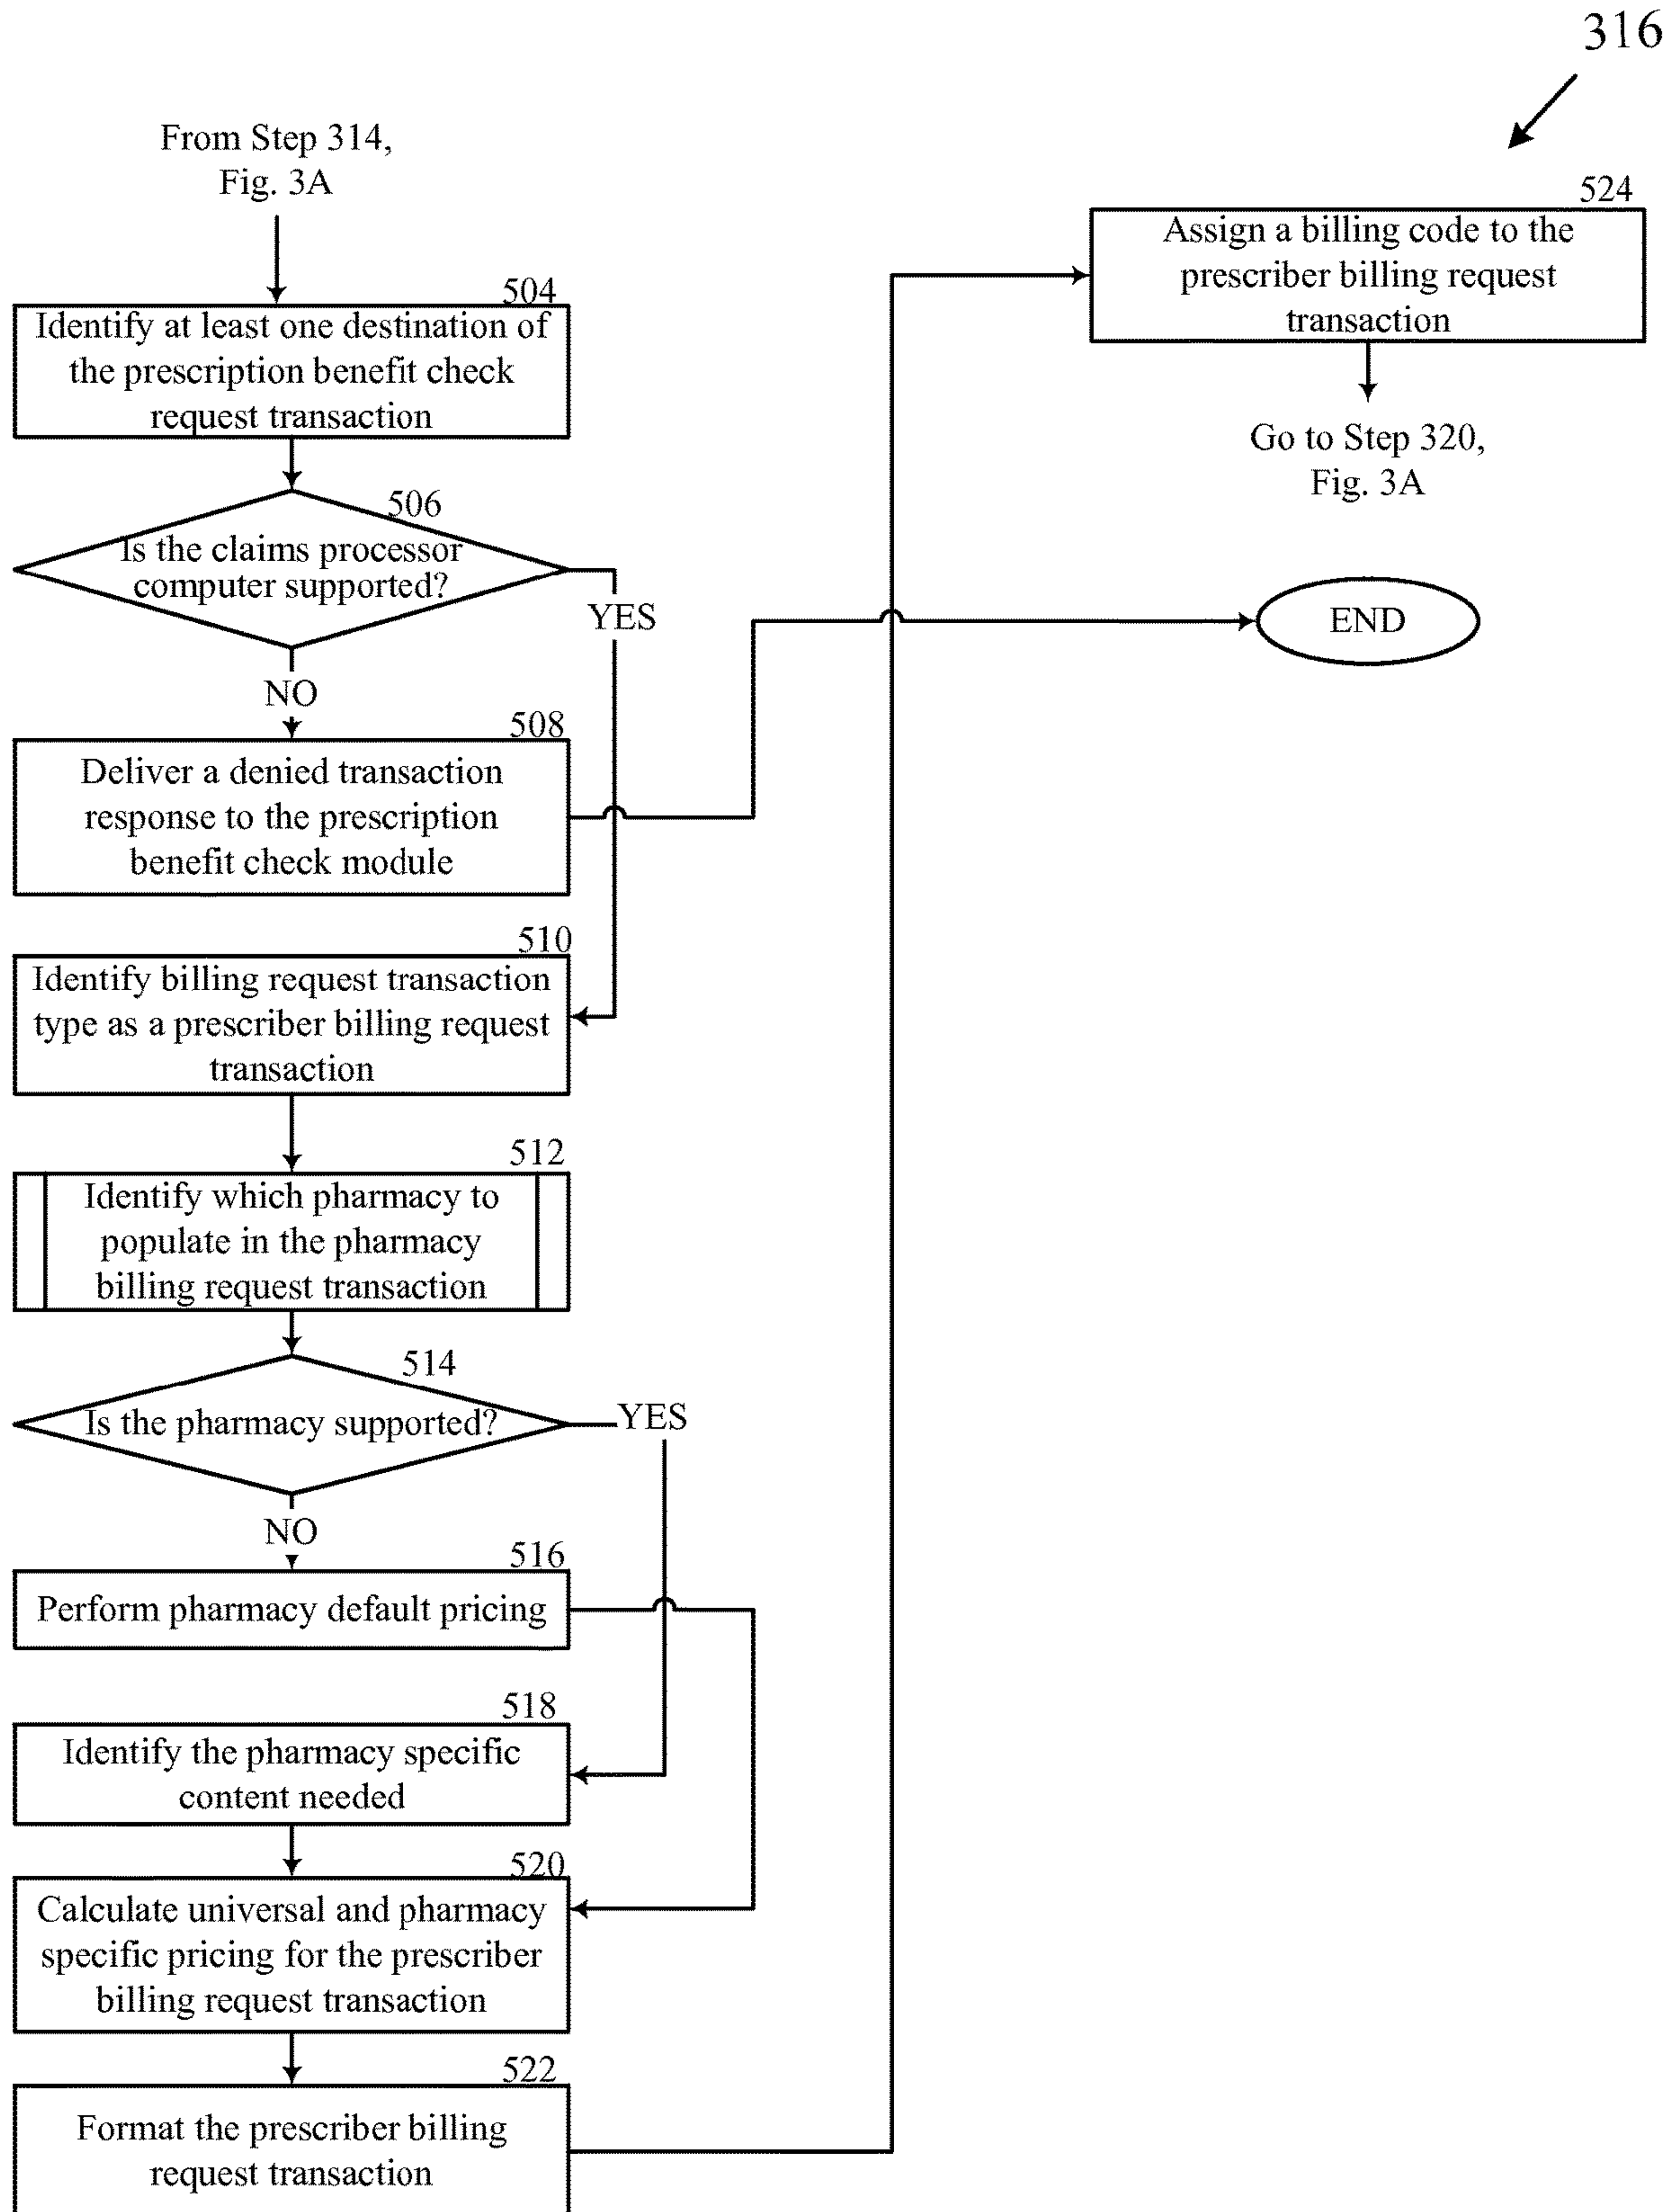 316
From Step 314,
Fig. 3A
504
Identify at least one destination of
the prescription benefit check
request transaction
506
Is the claims processor
computer supported?
YES
NO
508
Deliver a denied transaction
response to the prescription
benefit check module
510
Identify billing request transaction
type as a prescriber billing request
transaction
512
Identify which pharmacy to
populate in the pharmacy
billing request transaction
514
Is the pharmacy supported?
YES
NO
516
Perform pharmacy default pricing
518
Identify the pharmacy specific
content needed
520
Calculate universal and pharmacy
specific pricing for the prescriber
billing request transaction
522
Format the prescriber billing
request transaction
524
Assign a billing code to the
prescriber billing request
transaction
Go to Step 320,
Fig. 3A
END